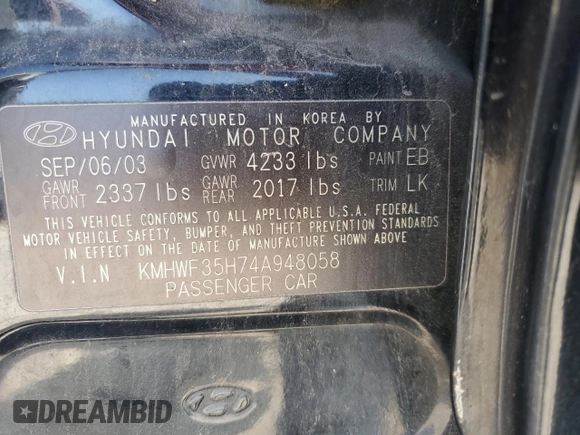 MANUFACTURED IN KOREA BY
HYUNDAI MOTOR COMPANY
SEP/06/03 GVWR 4233 lbs PAINT EB
GAWR FRONT 2337 lbs GAWR REAR 2017 lbs TRIM LK
THIS VEHICLE CONFORMS TO ALL APPLICABLE U.S.A. FEDERAL
MOTOR VEHICLE SAFETY, BUMPER, AND THEFT PREVENTION STANDARDS
IN EFFECT ON THE DATE OF MANUFACTURE SHOWN ABOVE.
V.I.N KMHWF35H74A948058
PASSENGER CAR
DREAMBID